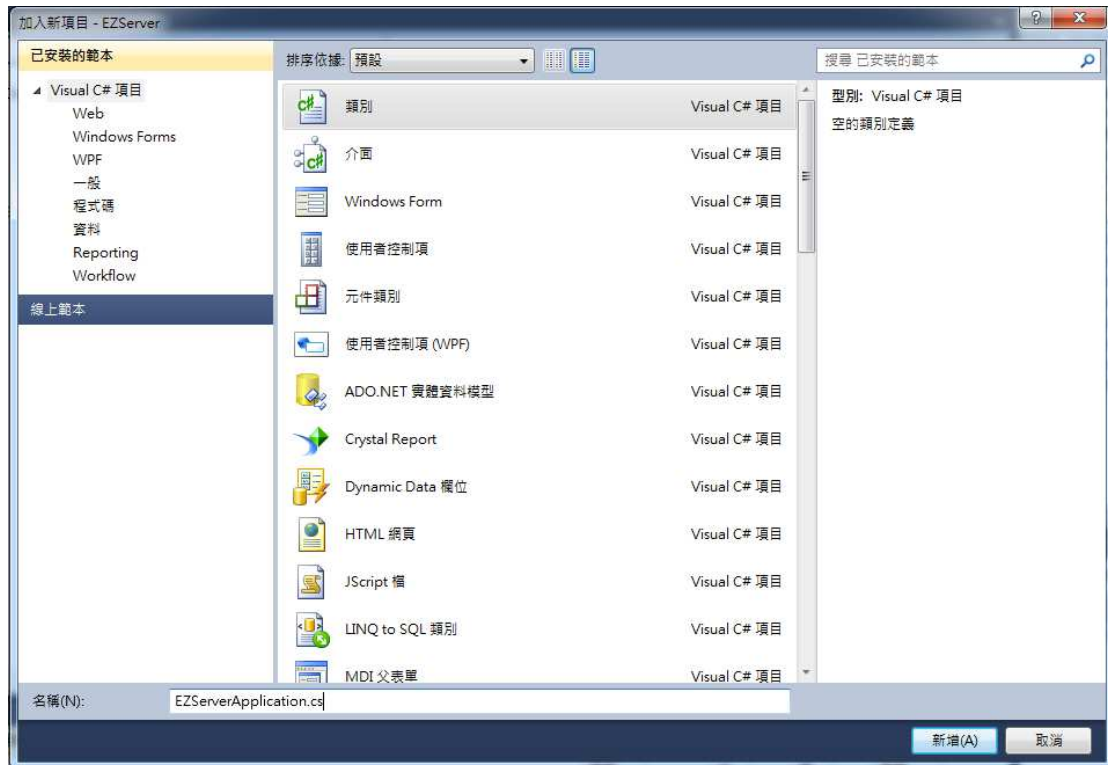 加入新項目 - EZServer
已安裝的範本
排序依據: 預設
搜尋 已安裝的範本
Visual C# 項目
Web
Windows Forms
WPF
一般
程式碼
資料
Reporting
Workflow
線上範本
類別 Visual C# 項目
介面 Visual C# 項目
Windows Form Visual C# 項目
使用者控制項 Visual C# 項目
元件類別 Visual C# 項目
使用者控制項 (WPF) Visual C# 項目
ADO.NET 實體資料模型 Visual C# 項目
Crystal Report Visual C# 項目
Dynamic Data 欄位 Visual C# 項目
HTML 網頁 Visual C# 項目
JScript 檔 Visual C# 項目
LINQ to SQL 類別 Visual C# 項目
MDI 父表單 Visual C# 項目
型別: Visual C# 項目
空的類別定義
名稱(N): EZServerApplication.cs
新增(A) 取消